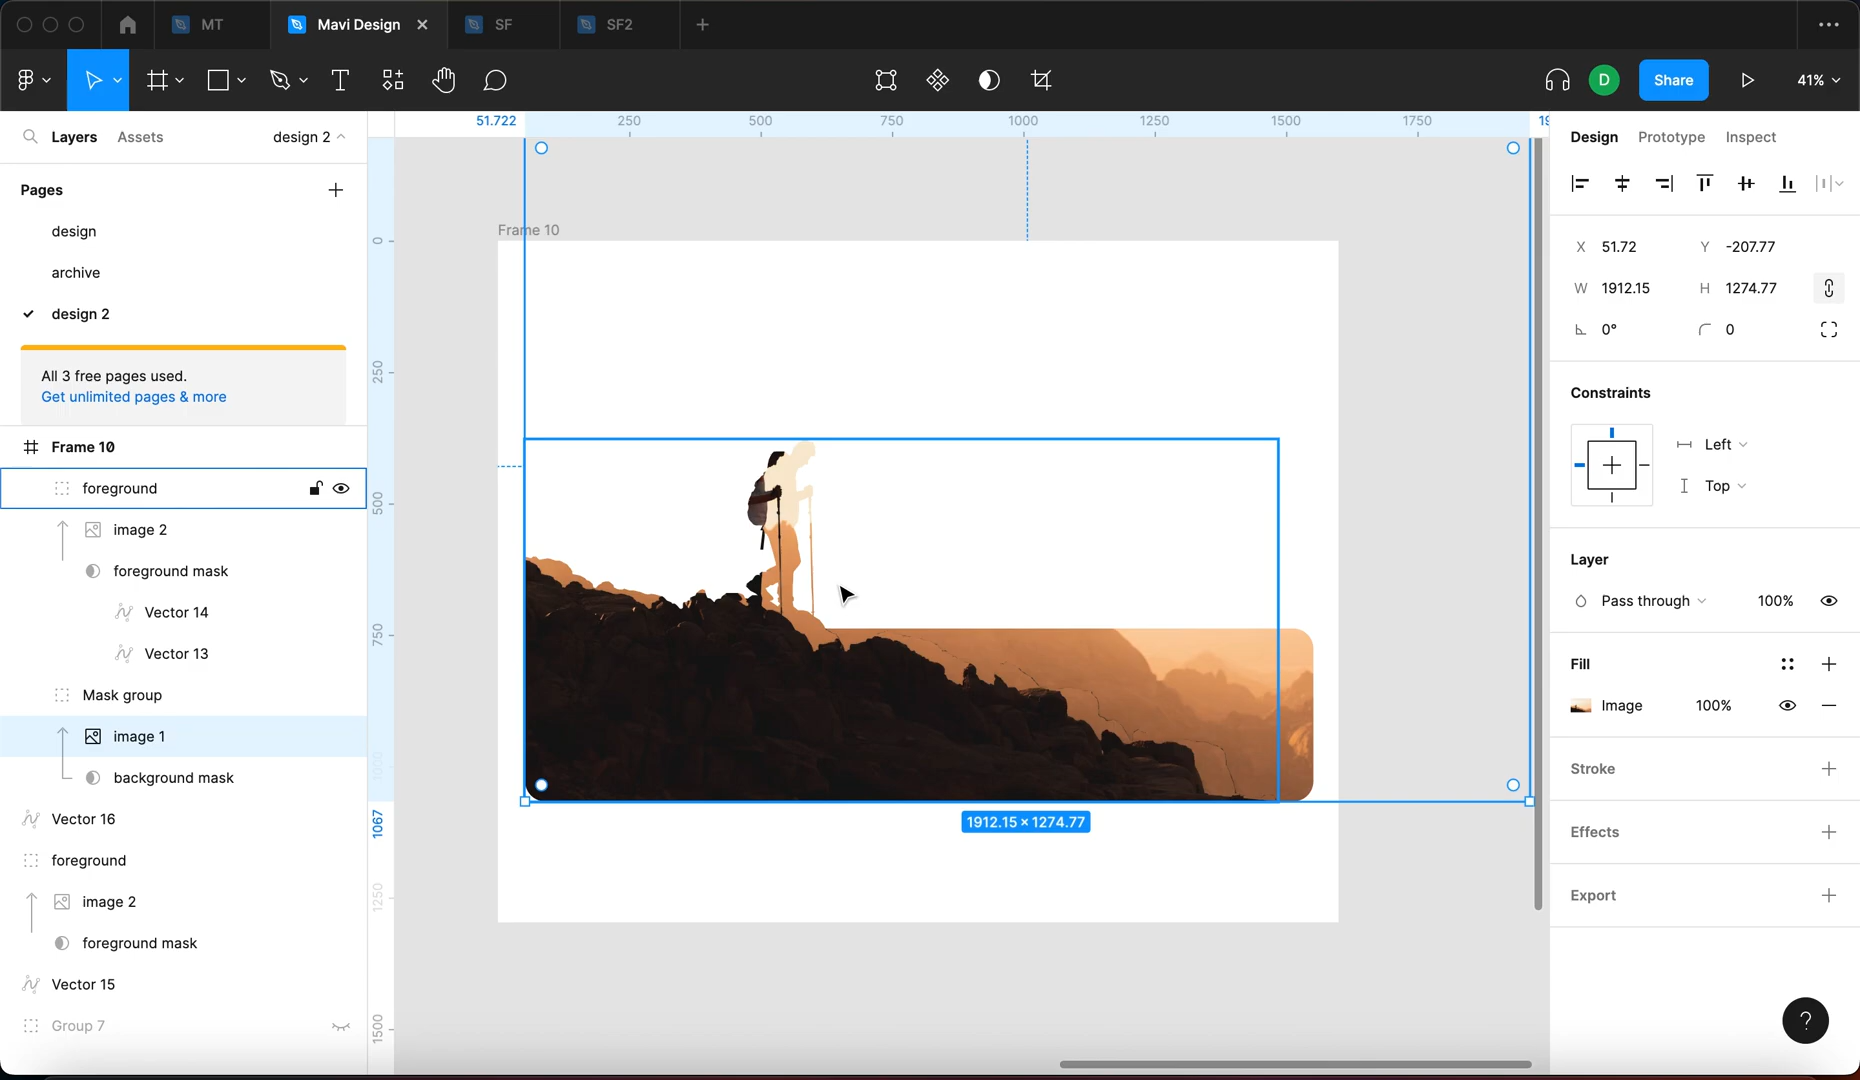 MT
Mavi Design
SF
SF2
D
Share
41%
Layers
Assets
design 2
Pages
design
archive
design 2
All 3 free pages used.
Get unlimited pages & more
Frame 10
foreground
image 2
foreground mask
Vector 14
Vector 13
Mask group
image 1
background mask
Vector 16
foreground
image 2
foreground mask
Vector 15
Group 7
51.722
250
500
750
1000
1250
1500
1750
19
0
250
500
750
1000
1067
1250
1500
Frame 10
1912.15 × 1274.77
Design
Prototype
Inspect
X 51.72
Y -207.77
W 1912.15
H 1274.77
0°
0
Constraints
Left
Top
Layer
Pass through
100%
Fill
Image
100%
Stroke
Effects
Export
?